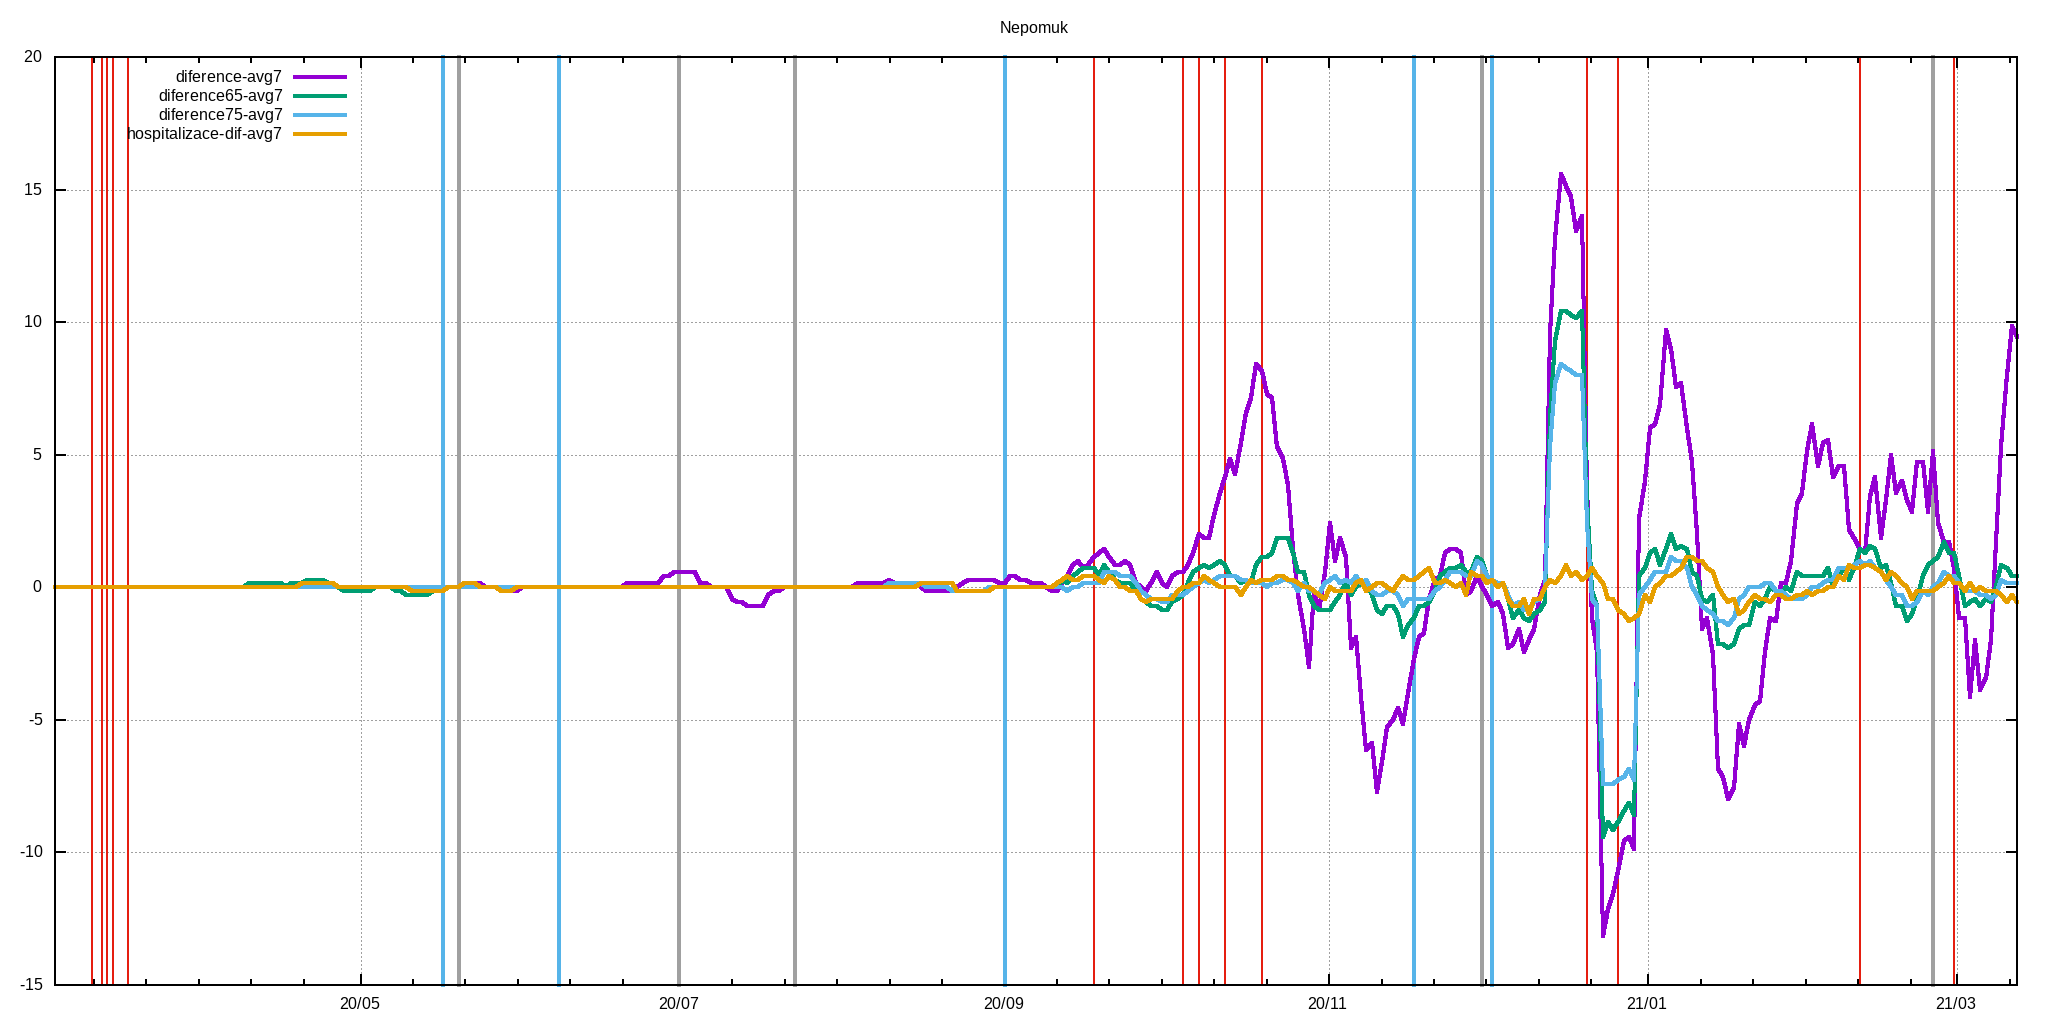 Nepomuk
20
diference-avg7
diference65-avg7
diference75-avg7
hospitalizace-dif-avg7
15
10
5
0
-5
-10
-15
20/05 20/07 20/09 20/11 21/01 21/03